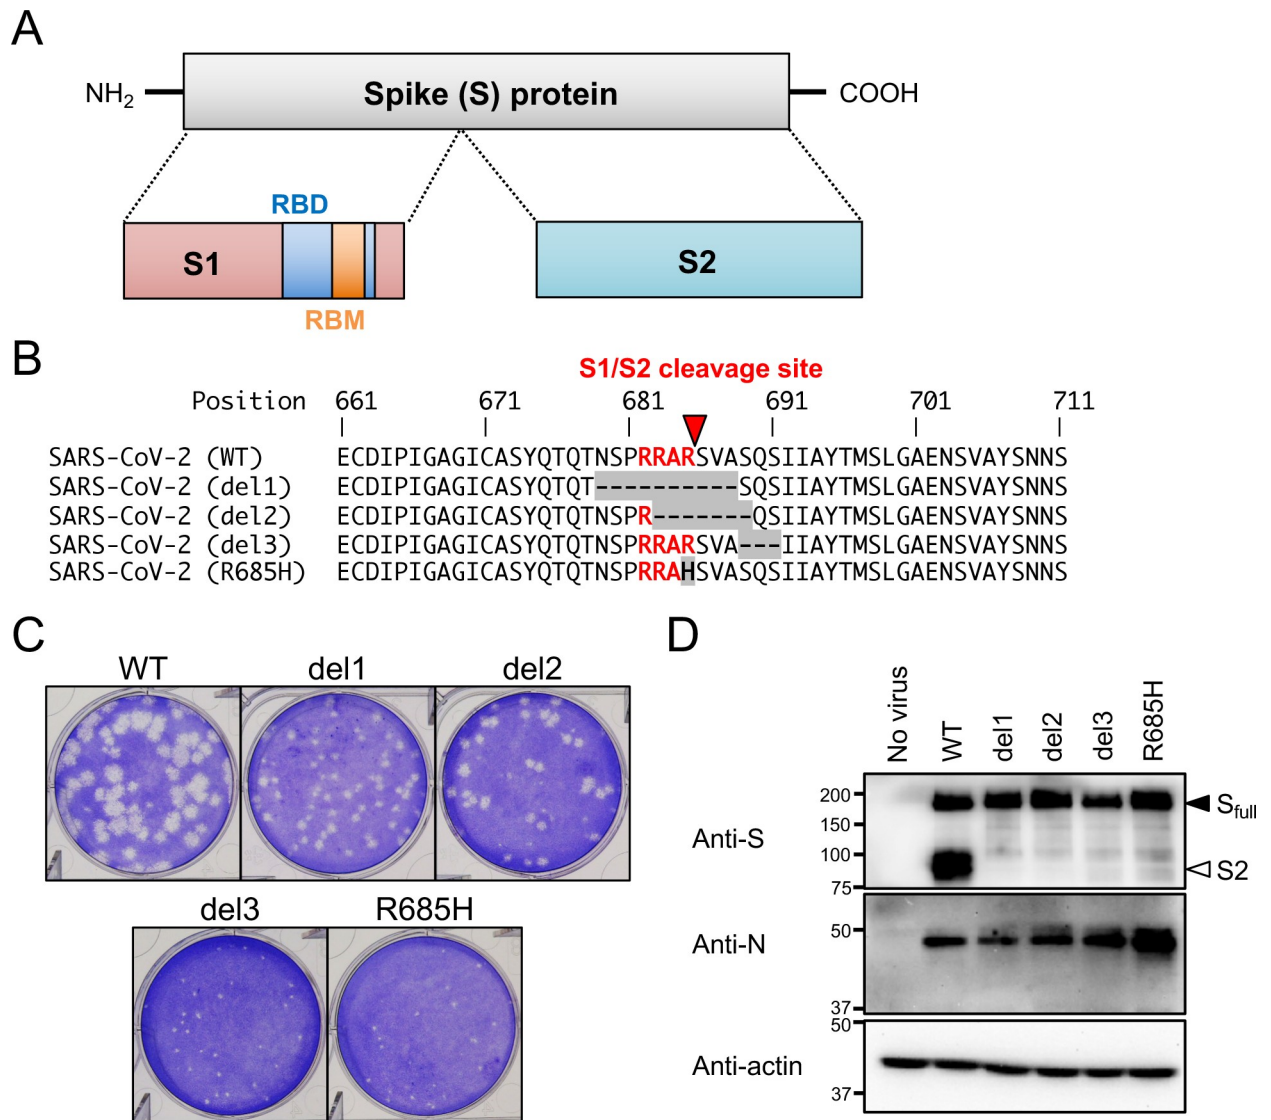 A
NH2
Spike (S) protein
COOH
RBD
S1
S2
RBM
B
S1/S2 cleavage site
Position 661 671 681 691 701 711
SARS-CoV-2 (WT) ECDIPIGAGICASYQTQTNSPRRARSVASQSIIAYTMSLGAENSVAYSNNS
SARS-CoV-2 (del1) ECDIPIGAGICASYQTQT----------SQSIIAYTMSLGAENSVAYSNNS
SARS-CoV-2 (del2) ECDIPIGAGICASYQTQTNSPR-------QSIIAYTMSLGAENSVAYSNNS
SARS-CoV-2 (del3) ECDIPIGAGICASYQTQTNSPRRARSVA---IIAYTMSLGAENSVAYSNNS
SARS-CoV-2 (R685H) ECDIPIGAGICASYQTQTNSPRRAHSVASQSIIAYTMSLGAENSVAYSNNS
C
WT del1 del2
del3 R685H
D
No virus WT del1 del2 del3 R685H
Anti-S
200
150
100
75
Sfull
S2
Anti-N
50
37
Anti-actin
50
37